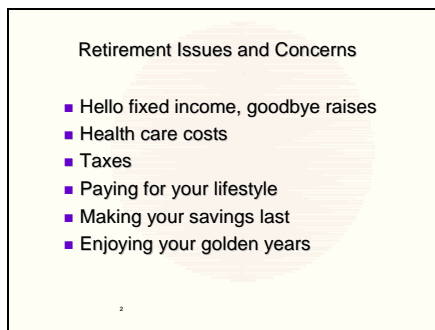 Retirement Issues and Concerns
Hello fixed income, goodbye raises
Health care costs
Taxes
Paying for your lifestyle
Making your savings last
Enjoying your golden years
2